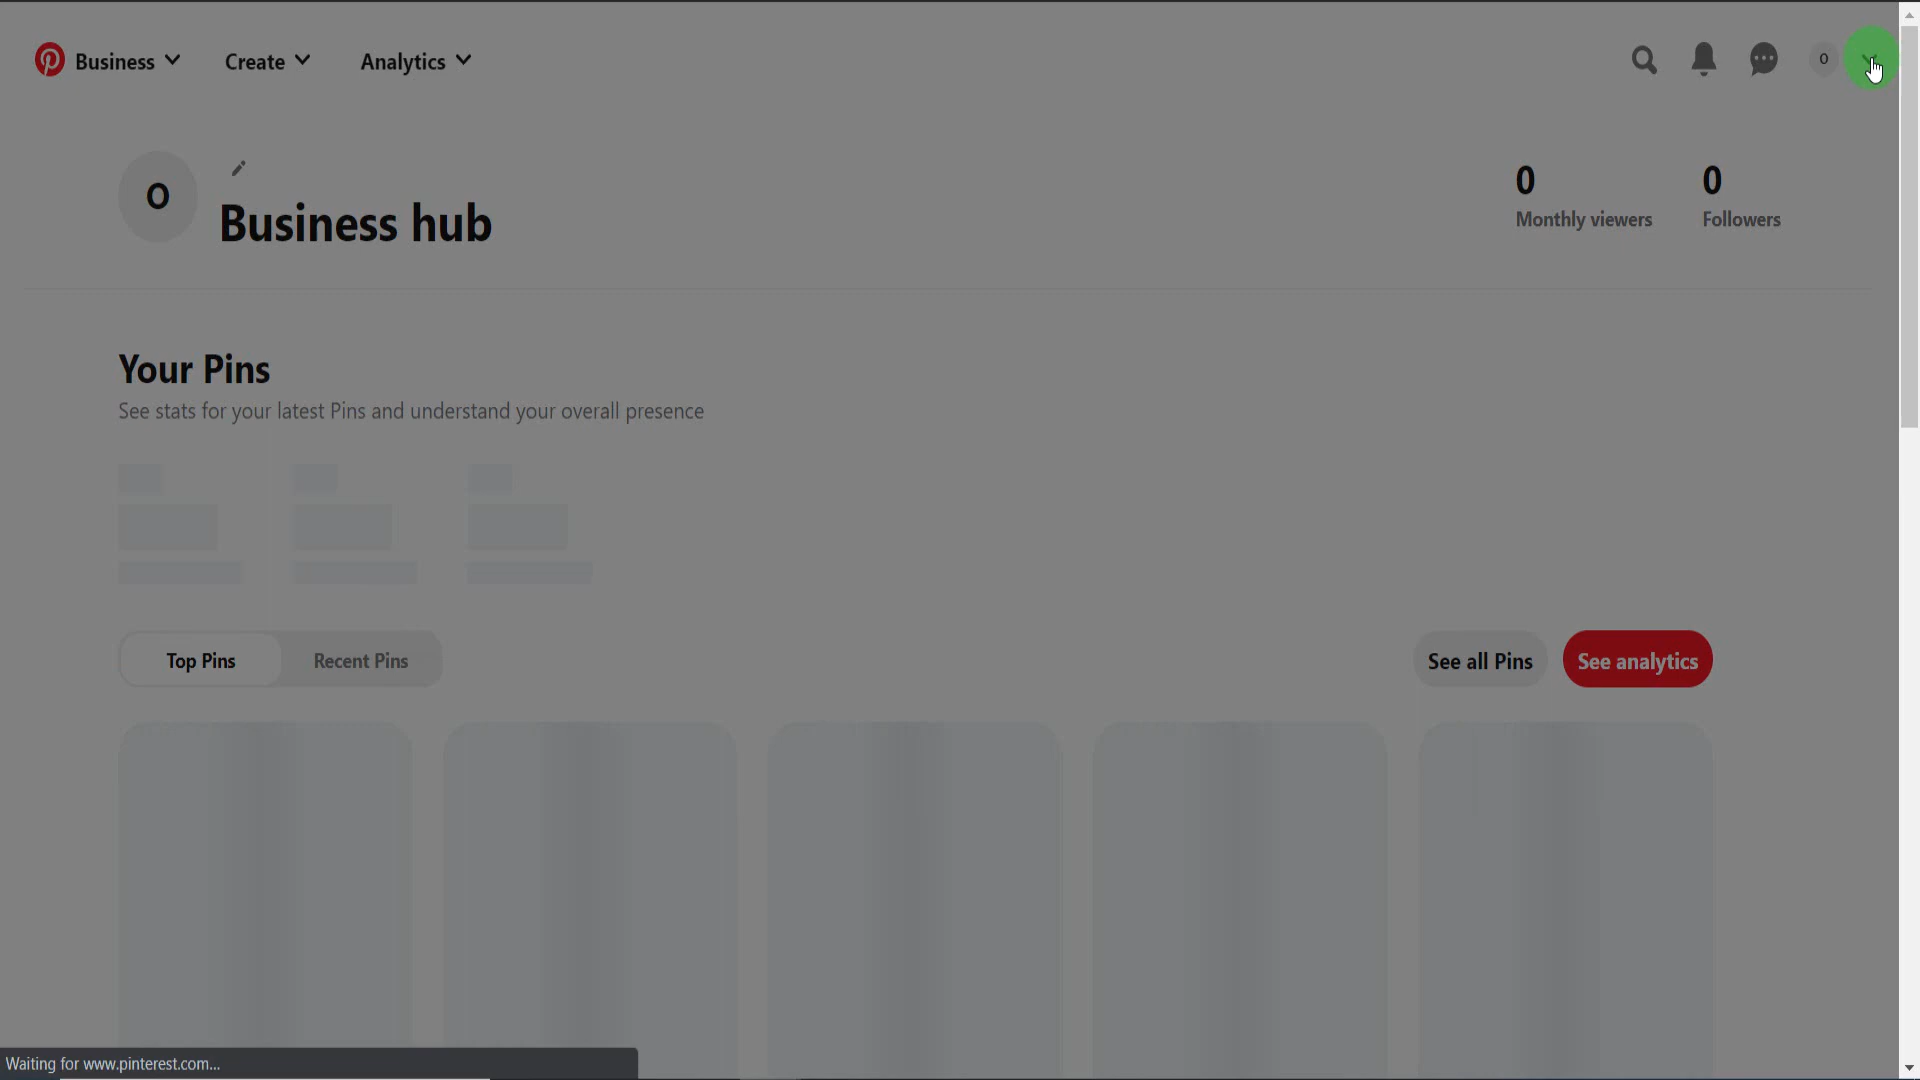 Business
Create
Analytics
0
O
Business hub
0
Monthly viewers
0
Followers
Your Pins
See stats for your latest Pins and understand your overall presence
Top Pins
Recent Pins
See all Pins
See analytics
Waiting for www.pinterest.com...